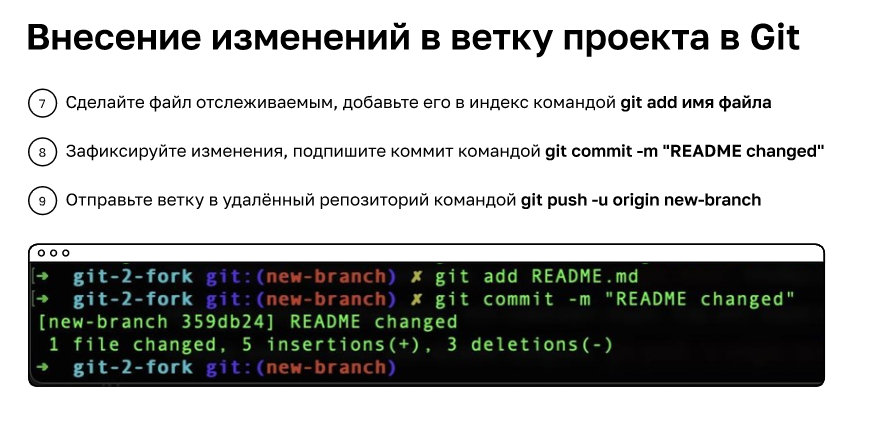 Внесение изменений в ветку проекта в Git
7 Сделайте файл отслеживаемым, добавьте его в индекс командой git add имя файла
8 Зафиксируйте изменения, подпишите коммит командой git commit -m "README changed"
9 Отправьте ветку в удалённый репозиторий командой git push -u origin new-branch
➜ git-2-fork git:(new-branch) ✗ git add README.md
➜ git-2-fork git:(new-branch) ✗ git commit -m "README changed"
[new-branch 359db24] README changed
1 file changed, 5 insertions(+), 3 deletions(-)
➜ git-2-fork git:(new-branch)